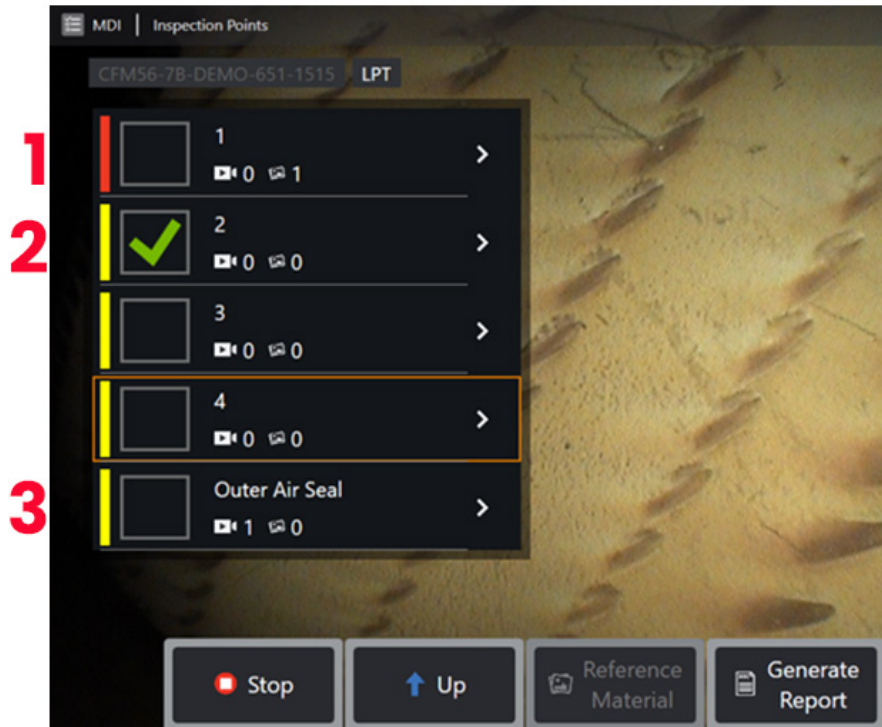 MDI | Inspection Points
CFM56-7B-DEMO-651-1515 LPT
1
1
0 1
2
2
0 0
3
0 0
4
0 0
3
Outer Air Seal
1 0
Stop
Up
Reference
Material
Generate
Report